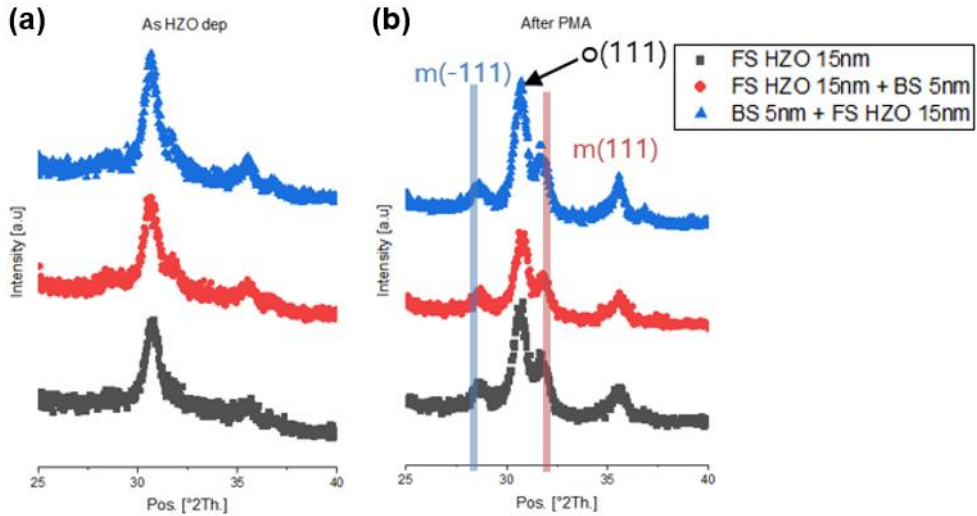 (a)
As HZO dep
Intensity [a.u]
25
30
35
40
Pos. [°2Th.]
(b)
After PMA
m(-111)
o(111)
m(111)
Intensity [a.u]
25
30
35
40
Pos. [°2Th.]
FS HZO 15nm
FS HZO 15nm + BS 5nm
BS 5nm + FS HZO 15nm